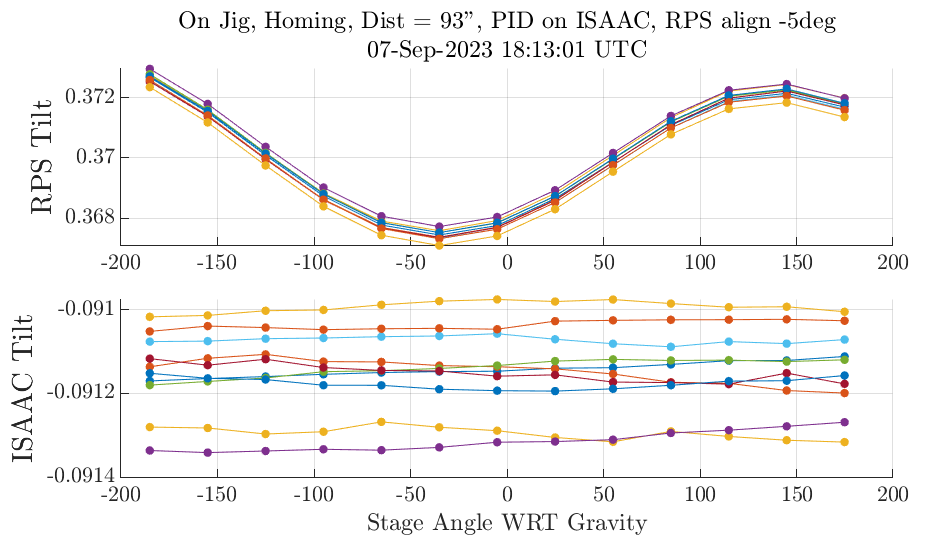 On Jig, Homing, Dist = 93", PID on ISAAC, RPS align -5deg
07-Sep-2023 18:13:01 UTC
RPS Tilt
0.372
0.37
0.368
-200 -150 -100 -50 0 50 100 150 200
ISAAC Tilt
-0.091
-0.0912
-0.0914
-200 -150 -100 -50 0 50 100 150 200
Stage Angle WRT Gravity